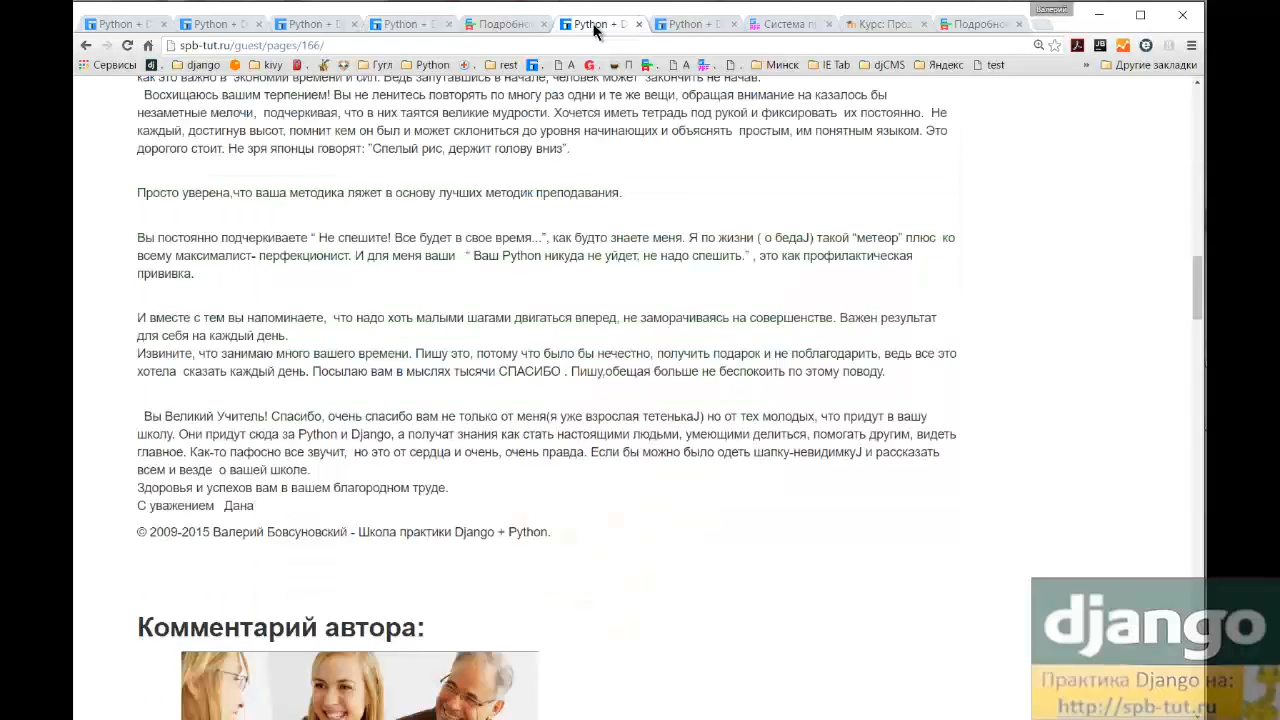 Валерий
Python + D
Python + D
Python + D
Python + D
Подробно
Python + D
Python + D
Система п
Курс: Про
Подробно
spb-tut.ru/guest/pages/166/
Сервисы django kivy Гугл Python rest А G П А Минск IE Tab djCMS Яндекс test » Другие закладки
как это важно в экономии времени и сил. Ведь запутавшись в начале, человек может закончить не начав.
Восхищаюсь вашим терпением! Вы не ленитесь повторять по многу раз одни и те же вещи, обращая внимание на казалось бы
незаметные мелочи, подчеркивая, что в них таятся великие мудрости. Хочется иметь тетрадь под рукой и фиксировать их постоянно. Не
каждый, достигнув высот, помнит кем он был и может склониться до уровня начинающих и объяснять простым, им понятным языком. Это
дорогого стоит. Не зря японцы говорят: "Спелый рис, держит голову вниз".
Просто уверена,что ваша методика ляжет в основу лучших методик преподавания.
Вы постоянно подчеркиваете “ Не спешите! Все будет в свое время...”, как будто знаете меня. Я по жизни ( о бедаJ) такой “метеор” плюс ко
всему максималист- перфекционист. И для меня ваши “ Ваш Python никуда не уйдет, не надо спешить.” , это как профилактическая
прививка.
И вместе с тем вы напоминаете, что надо хоть малыми шагами двигаться вперед, не заморачиваясь на совершенстве. Важен результат
для себя на каждый день.
Извините, что занимаю много вашего времени. Пишу это, потому что было бы нечестно, получить подарок и не поблагодарить, ведь все это
хотела сказать каждый день. Посылаю вам в мыслях тысячи СПАСИБО . Пишу,обещая больше не беспокоить по этому поводу.
Вы Великий Учитель! Спасибо, очень спасибо вам не только от меня(я уже взрослая тетенькаJ) но от тех молодых, что придут в вашу
школу. Они придут сюда за Python и Django, а получат знания как стать настоящими людьми, умеющими делиться, помогать другим, видеть
главное. Как-то пафосно все звучит, но это от сердца и очень, очень правда. Если бы можно было одеть шапку-невидимкуJ и рассказать
всем и везде о вашей школе.
Здоровья и успехов вам в вашем благородном труде.
С уважением Дана
© 2009-2015 Валерий Бовсуновский - Школа практики Django + Python.
Комментарий автора:
django
Практика Django на:
http://spb-tut.ru